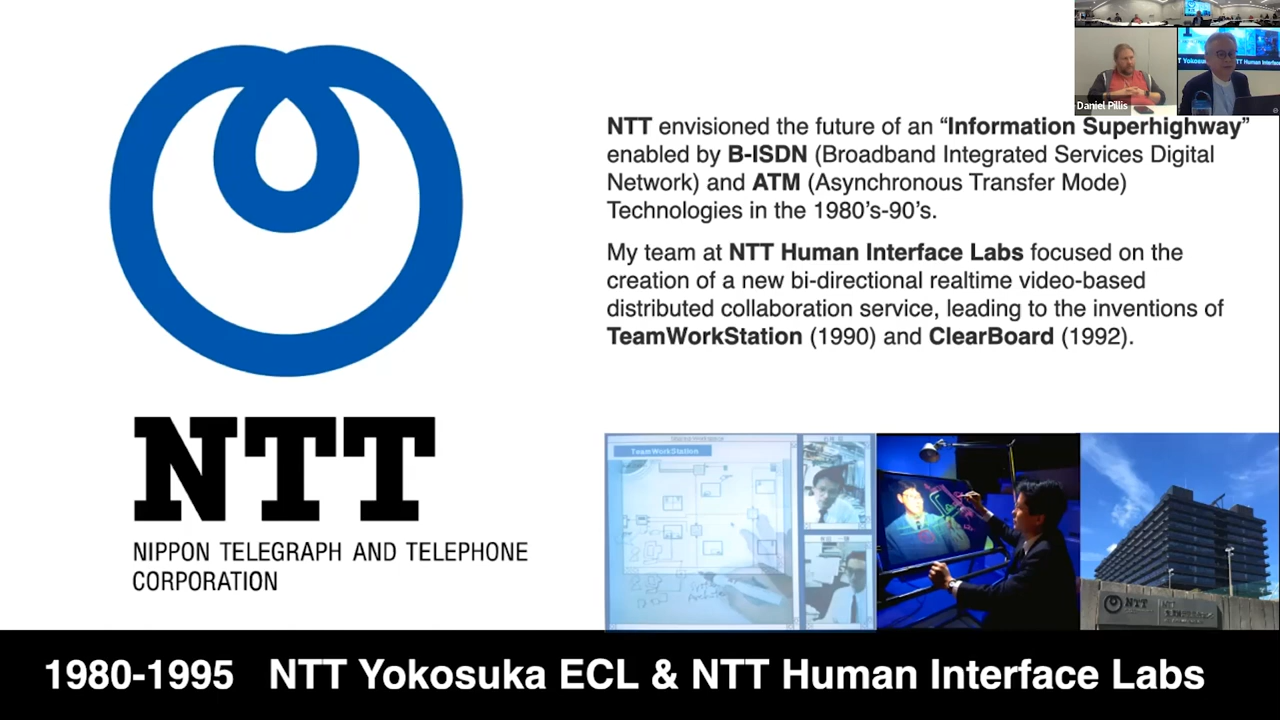 Daniel Pillis
NTT envisioned the future of an “Information Superhighway”
enabled by B-ISDN (Broadband Integrated Services Digital
Network) and ATM (Asynchronous Transfer Mode)
Technologies in the 1980’s-90’s.
My team at NTT Human Interface Labs focused on the
creation of a new bi-directional realtime video-based
distributed collaboration service, leading to the inventions of
TeamWorkStation (1990) and ClearBoard (1992).
NTT
NIPPON TELEGRAPH AND TELEPHONE
CORPORATION
TeamWorkStation
NTT
1980-1995 NTT Yokosuka ECL & NTT Human Interface Labs